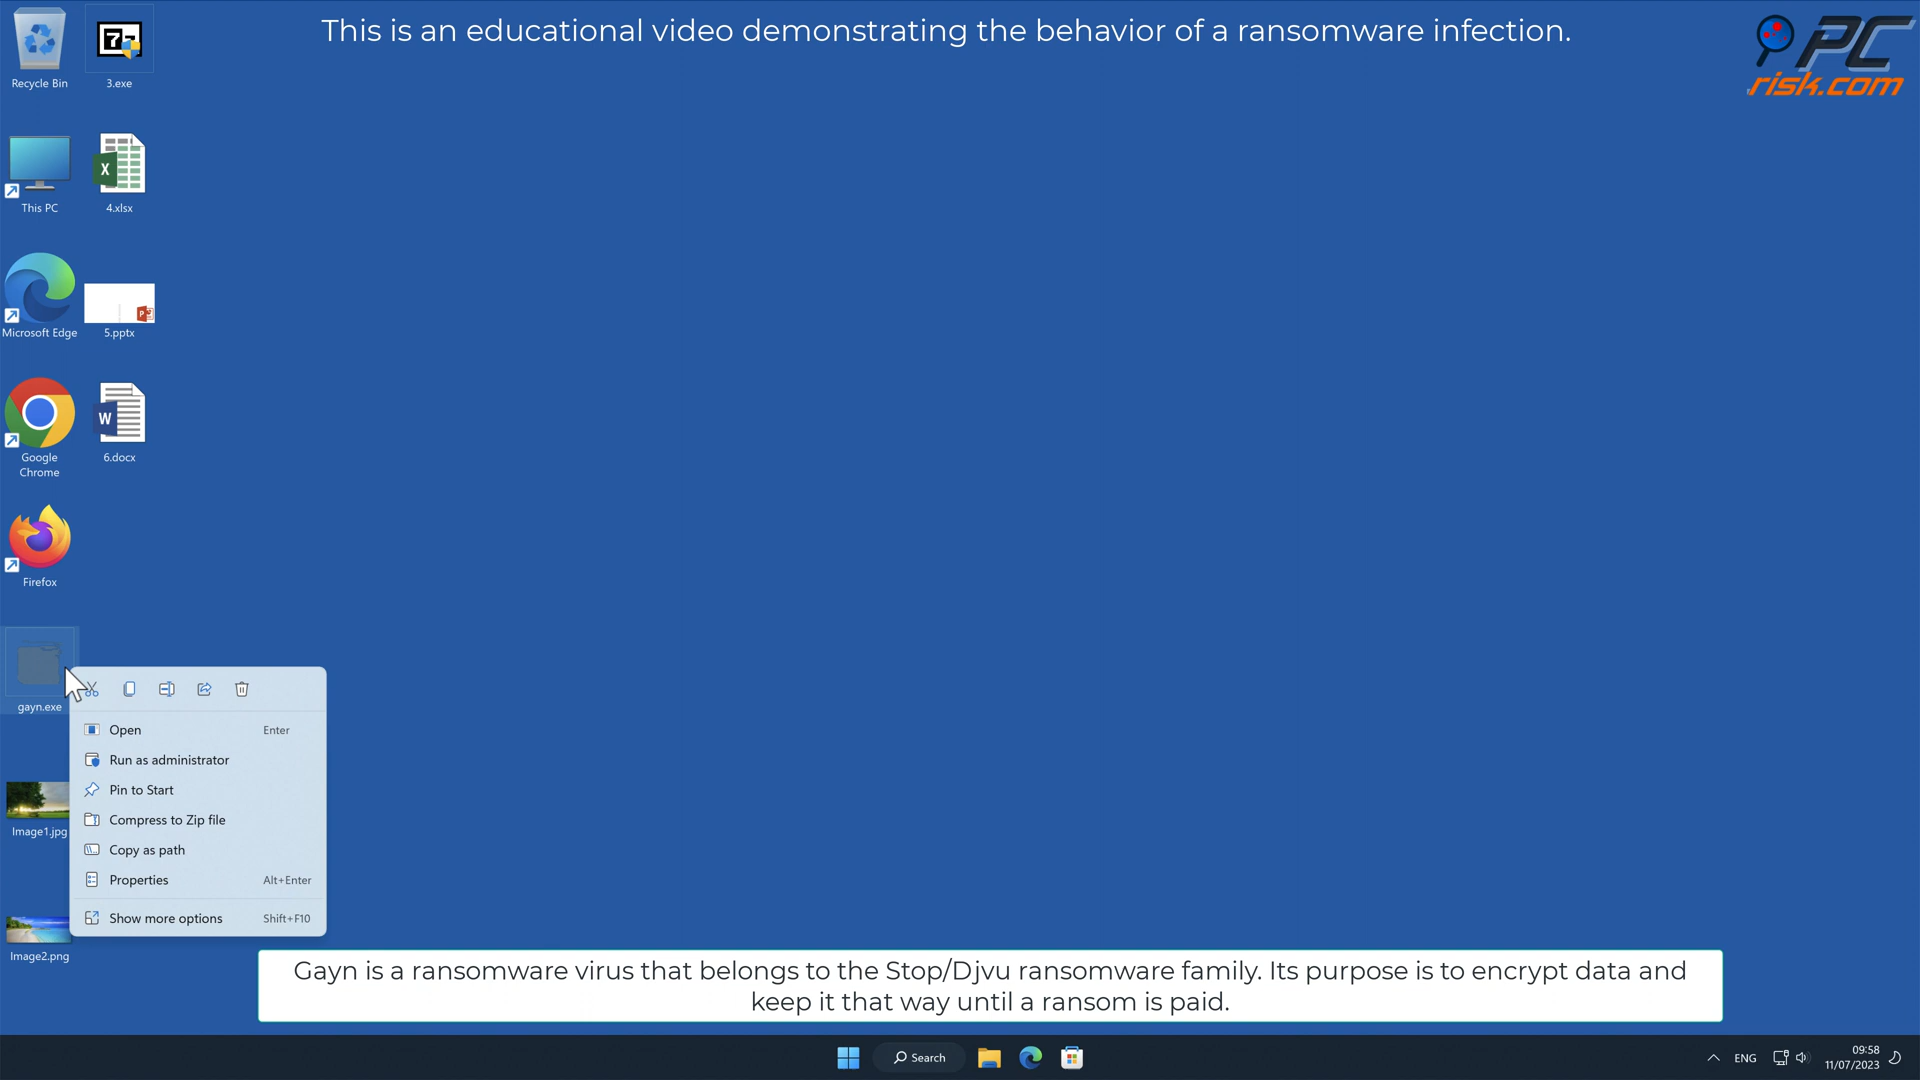 This is an educational video demonstrating the behavior of a ransomware infection.
PC
risk.com
Recycle Bin
3.exe
This PC
4.xlsx
Microsoft Edge
5.pptx
Google
Chrome
6.docx
Firefox
gayn.exe
Open Enter
Run as administrator
Pin to Start
Compress to Zip file
Copy as path
Properties Alt+Enter
Show more options Shift+F10
Image1.jpg
Image2.png
Gayn is a ransomware virus that belongs to the Stop/Djvu ransomware family. Its purpose is to encrypt data and
keep it that way until a ransom is paid.
Search
ENG
09:58
11/07/2023